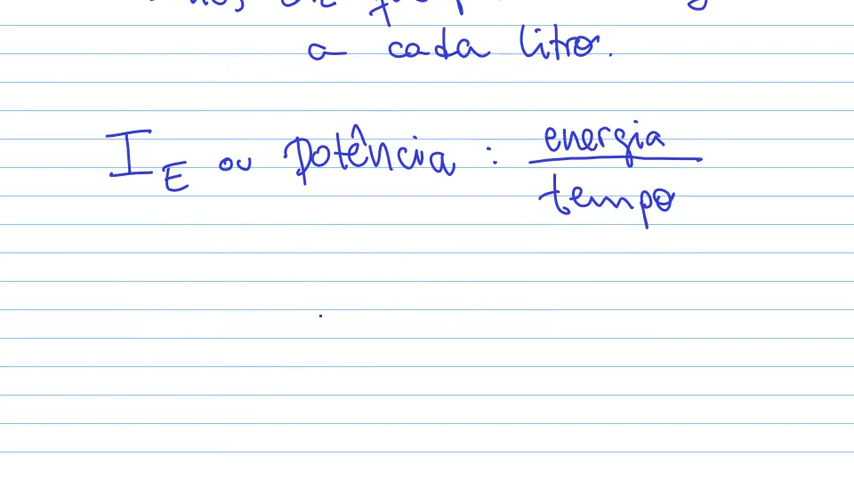 a cada litro.
I_E ou potência : energia / tempo